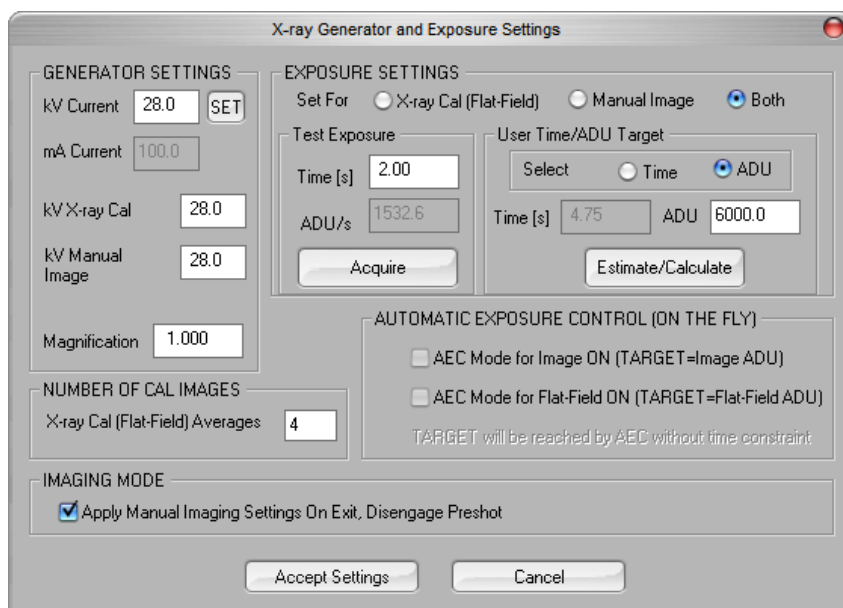 X-ray Generator and Exposure Settings
GENERATOR SETTINGS
kV Current 28.0 SET
mA Current 100.0
kV X-ray Cal 28.0
kV Manual 28.0
Image
Magnification 1.000
EXPOSURE SETTINGS
Set For X-ray Cal (Flat-Field) Manual Image Both
Test Exposure
Time [s] 2.00
ADU/s 1532.6
Acquire
User Time/ADU Target
Select Time ADU
Time [s] 4.75 ADU 6000.0
Estimate/Calculate
AUTOMATIC EXPOSURE CONTROL (ON THE FLY)
AEC Mode for Image ON (TARGET=Image ADU)
AEC Mode for Flat-Field ON (TARGET=Flat-Field ADU)
TARGET will be reached by AEC without time constraint
NUMBER OF CAL IMAGES
X-ray Cal (Flat-Field) Averages 4
IMAGING MODE
Apply Manual Imaging Settings On Exit, Disengage Preshot
Accept Settings Cancel